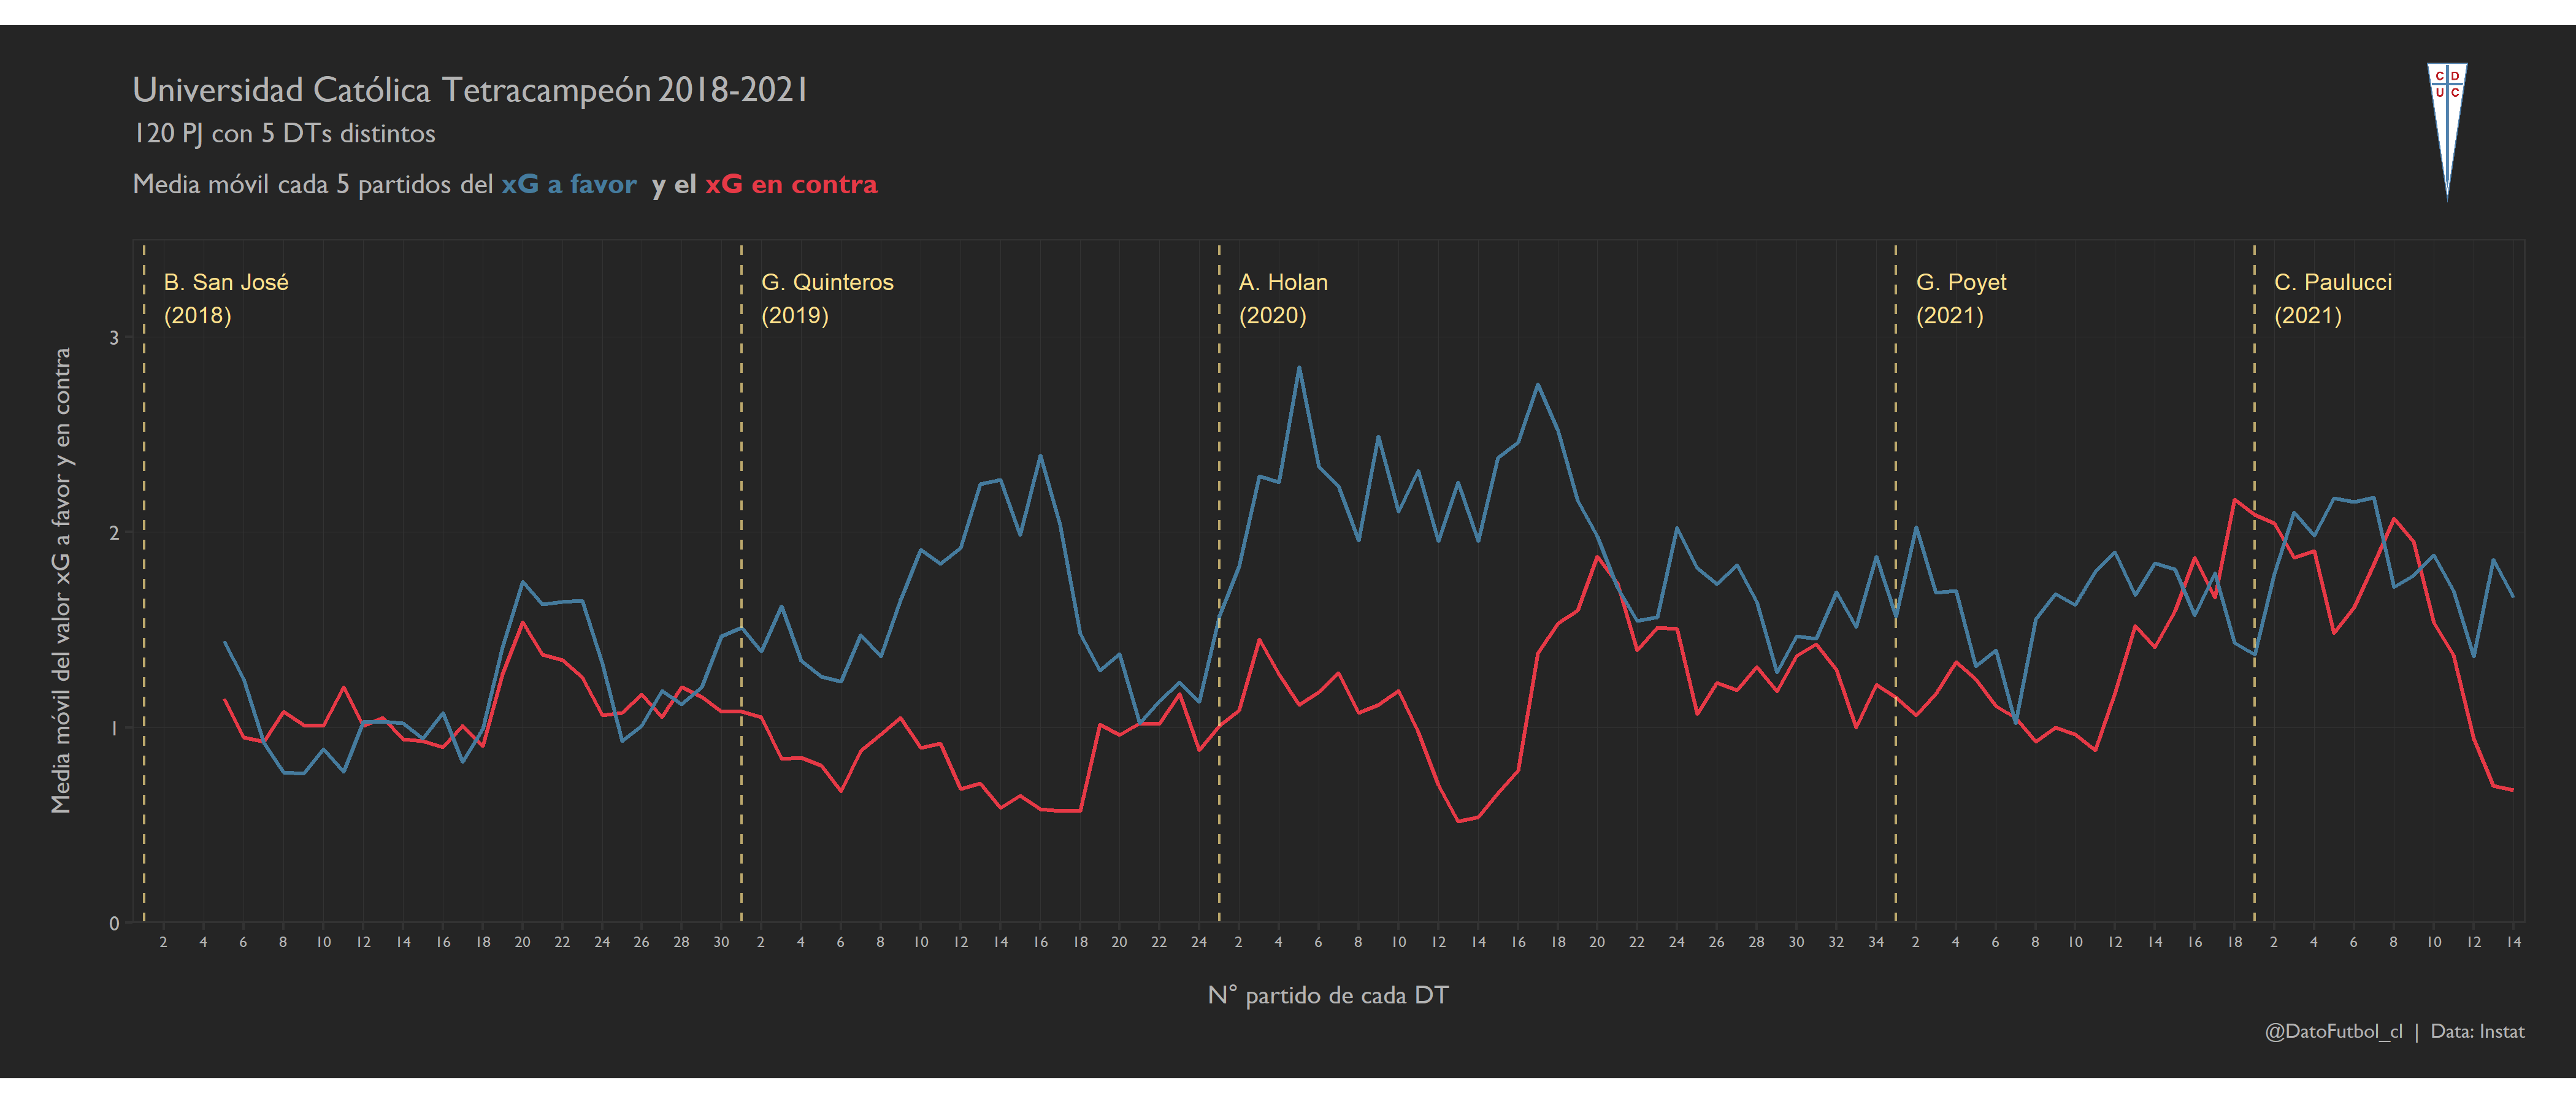 Universidad Católica Tetracampeón 2018-2021
120 PJ con 5 DTs distintos
Media móvil cada 5 partidos del xG a favor y el xG en contra
C D
U C
B. San José
(2018)
G. Quinteros
(2019)
A. Holan
(2020)
G. Poyet
(2021)
C. Paulucci
(2021)
Media móvil del valor xG a favor y en contra
3
2
1
0
2 4 6 8 10 12 14 16 18 20 22 24 26 28 30 2 4 6 8 10 12 14 16 18 20 22 24 2 4 6 8 10 12 14 16 18 20 22 24 26 28 30 32 34 2 4 6 8 10 12 14 16 18 2 4 6 8 10 12 14
N° partido de cada DT
@DatoFutbol_cl | Data: Instat